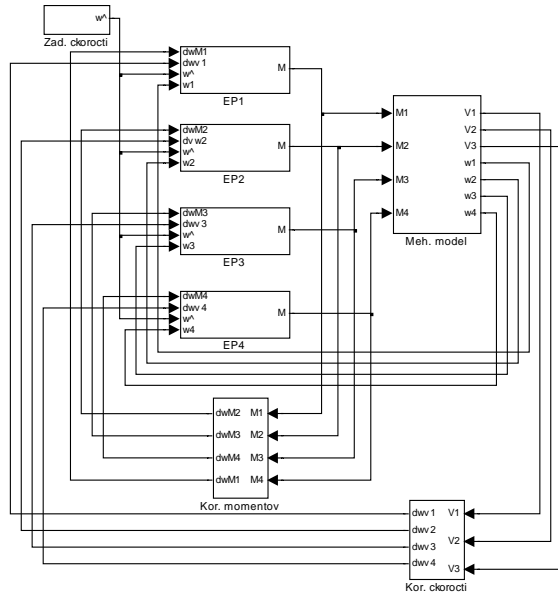 w^
Zad. ckorocti
dwM1
dwv 1
w^
w1
M
EP1
dwM2
dv w2
w^
w2
M
EP2
dwM3
dwv 3
w^
w3
M
EP3
dwM4
dwv 4
w^
w4
M
EP4
M1
M2
M3
M4
V1
V2
V3
w1
w2
w3
w4
Meh. model
dwM2
dwM3
dwM4
dwM1
M1
M2
M3
M4
Kor. momentov
dwv 1
dwv 2
dwv 3
dwv 4
V1
V2
V3
Kor. ckorocti